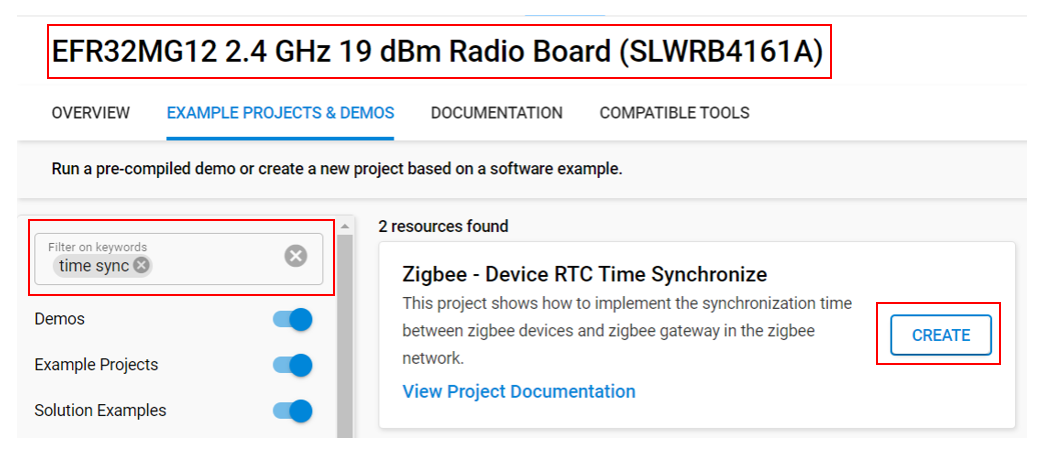 EFR32MG12 2.4 GHz 19 dBm Radio Board (SLWRB4161A)
OVERVIEW EXAMPLE PROJECTS & DEMOS DOCUMENTATION COMPATIBLE TOOLS
Run a pre-compiled demo or create a new project based on a software example.
Filter on keywords
time sync
Demos
Example Projects
Solution Examples
2 resources found
Zigbee - Device RTC Time Synchronize
This project shows how to implement the synchronization time
between zigbee devices and zigbee gateway in the zigbee
network.
View Project Documentation
CREATE